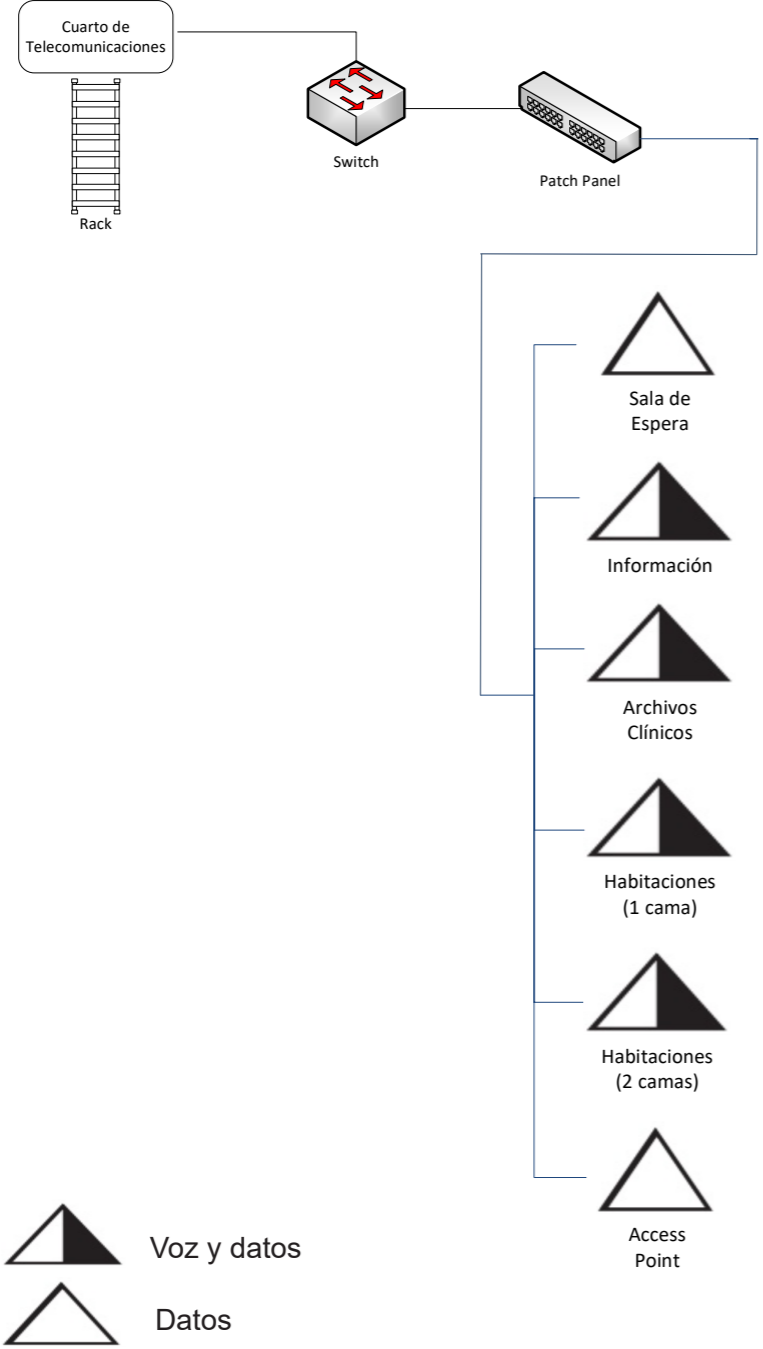 Cuarto de
Telecomunicaciones
Rack
Switch
Patch Panel
Sala de
Espera
Información
Archivos
Clínicos
Habitaciones
(1 cama)
Habitaciones
(2 camas)
Access
Point
Voz y datos
Datos